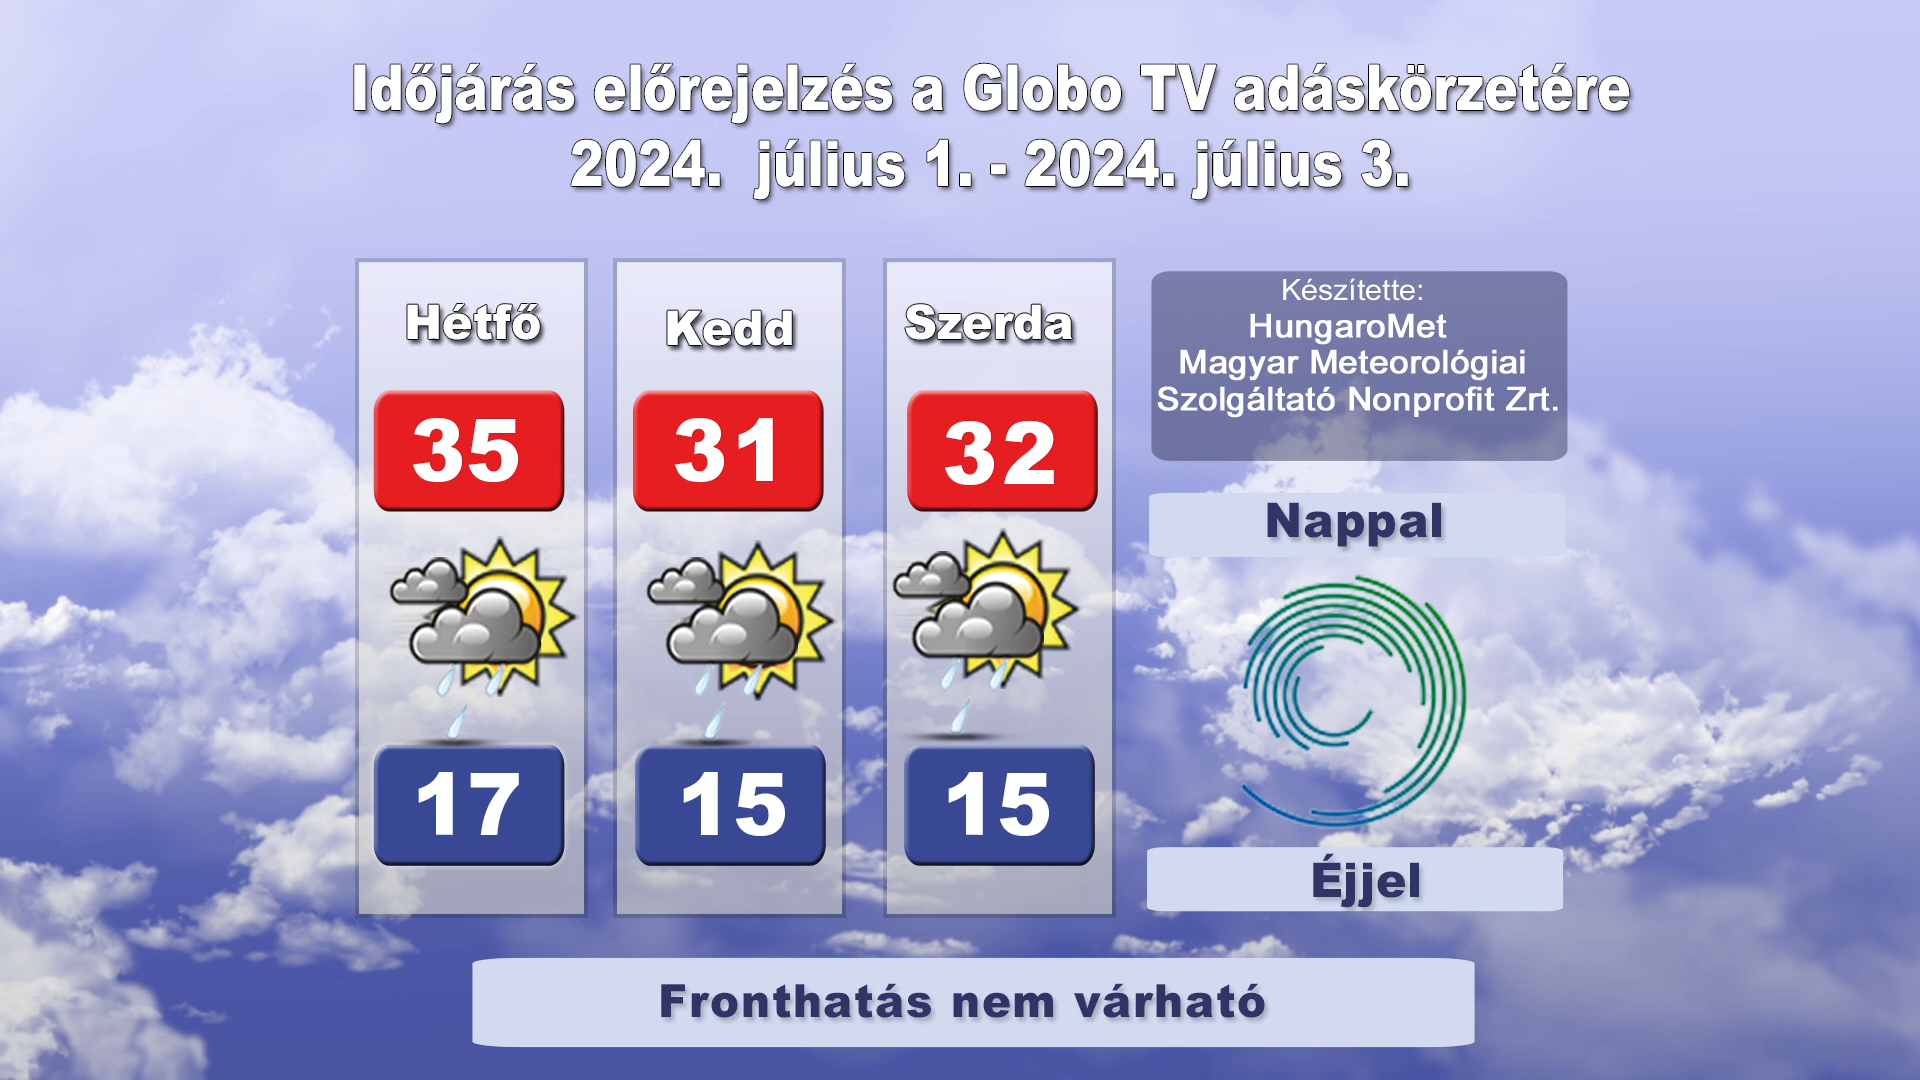 Időjárás előrejelzés a Globo TV adáskörzetére
2024. július 1. - 2024. július 3.
Hétfő
Kedd
Szerda
Készítette:
HungaroMet
Magyar Meteorológiai
Szolgáltató Nonprofit Zrt.
35
31
32
Nappal
17
15
15
Éjjel
Fronthatás nem várható